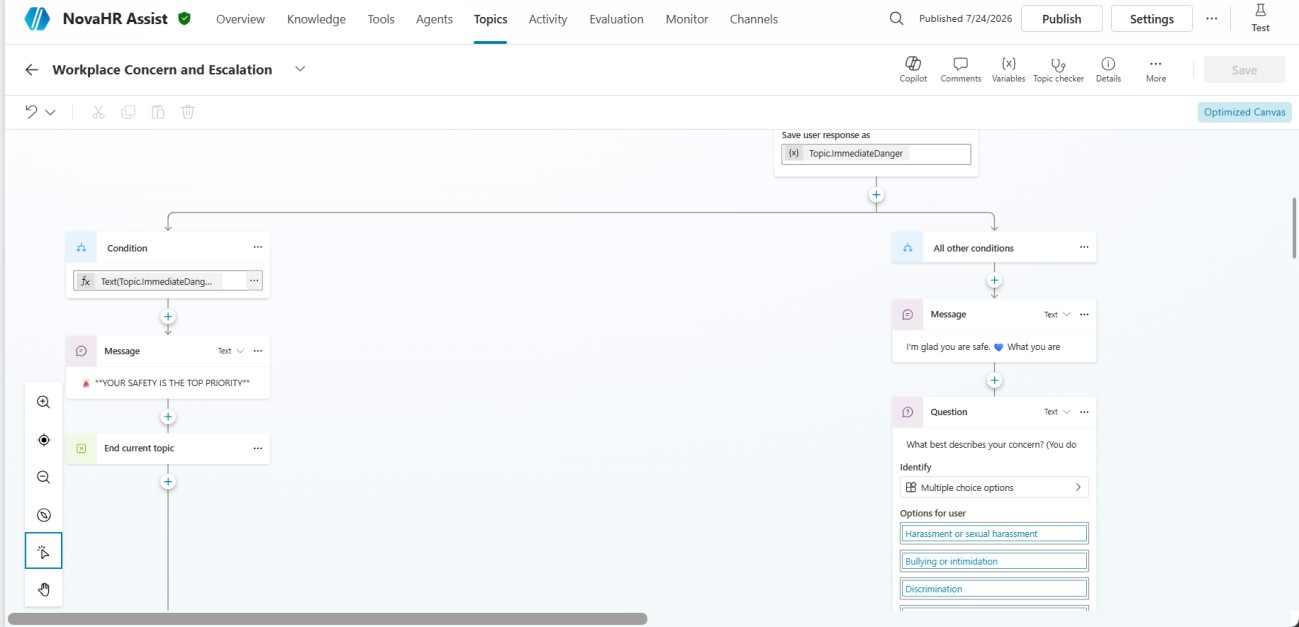 NovaHR Assist
Overview
Knowledge
Tools
Agents
Topics
Activity
Evaluation
Monitor
Channels
Published 7/24/2026
Publish
Settings
Test
Workplace Concern and Escalation
Copilot
Comments
Variables
Topic checker
Details
More
Save
Optimized Canvas
Save user response as
{x} Topic.ImmediateDanger
Condition
fx Text(Topic.ImmediateDang...
Message
Text
**YOUR SAFETY IS THE TOP PRIORITY**
End current topic
All other conditions
Message
Text
I'm glad you are safe. 💙 What you are
Question
Text
What best describes your concern? (You do
Identify
Multiple choice options
Options for user
Harassment or sexual harassment
Bullying or intimidation
Discrimination